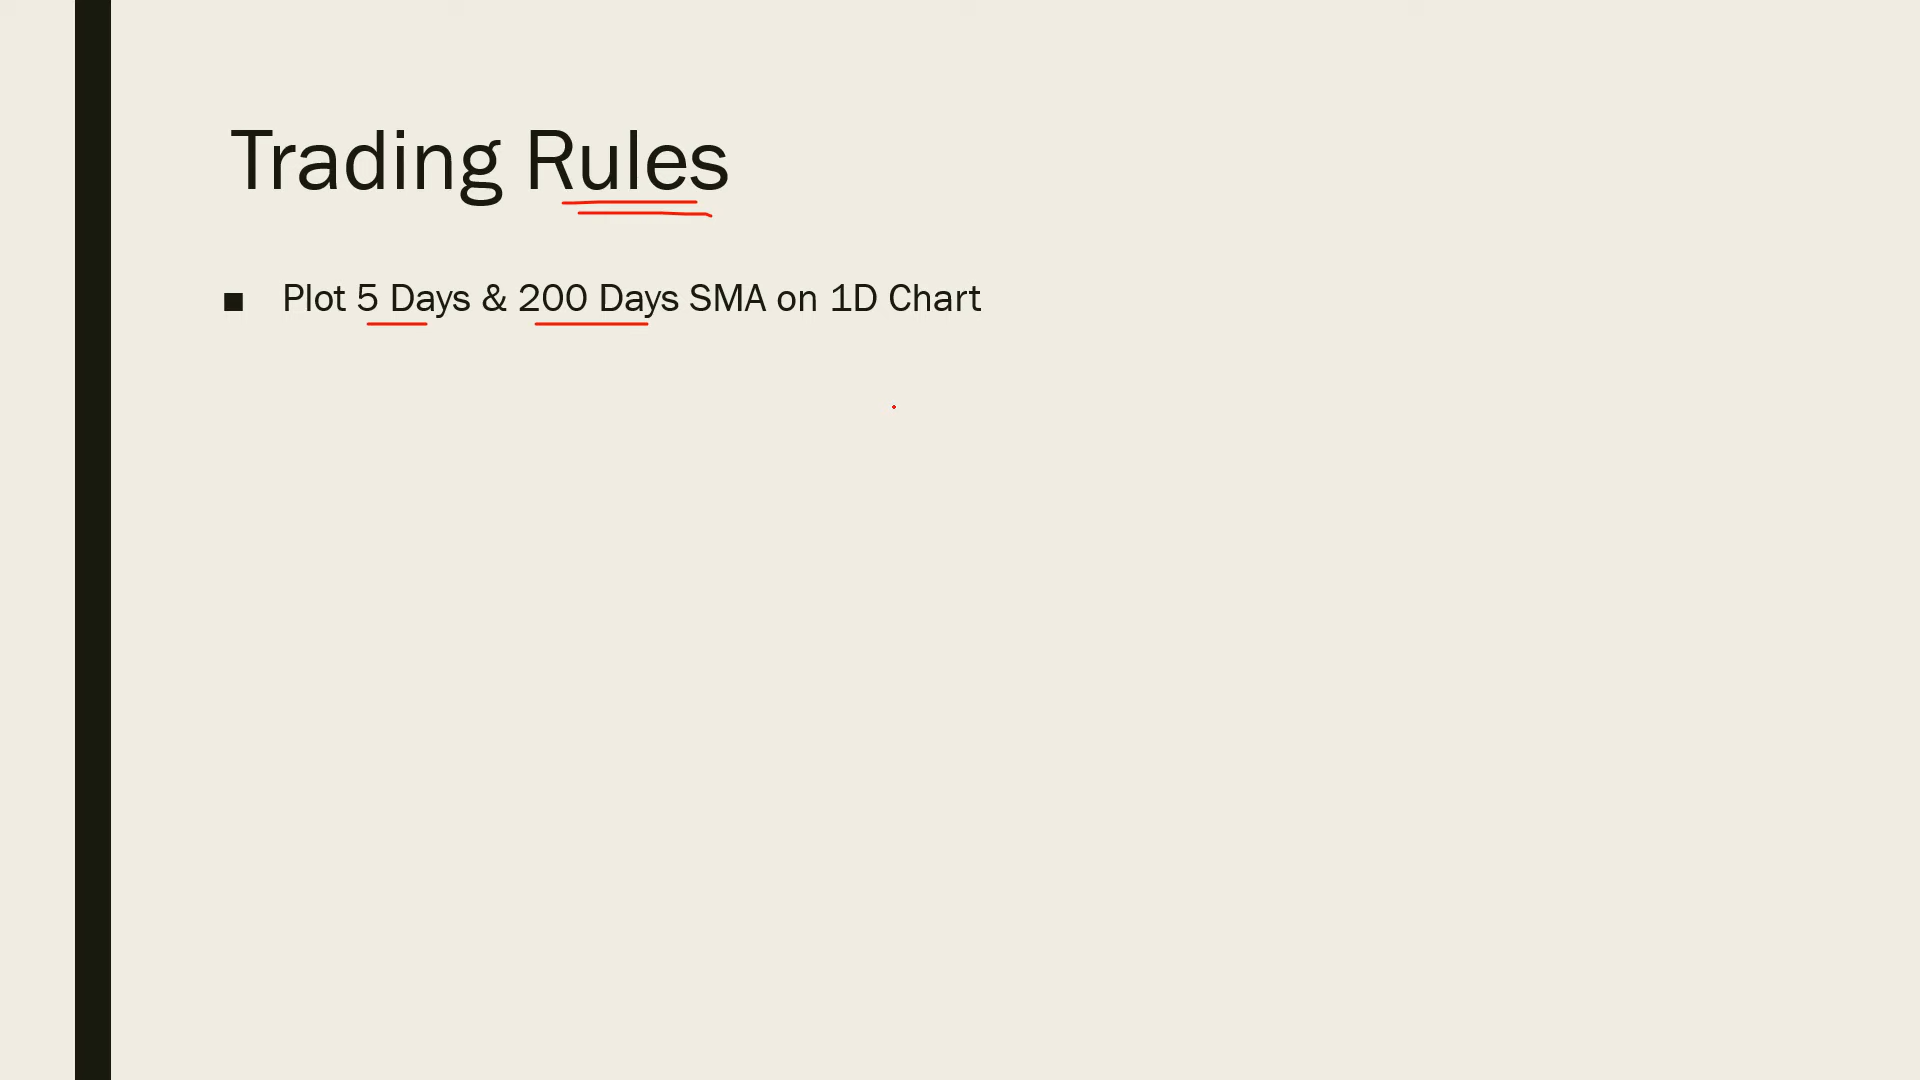 Trading Rules
■ Plot 5 Days & 200 Days SMA on 1D Chart